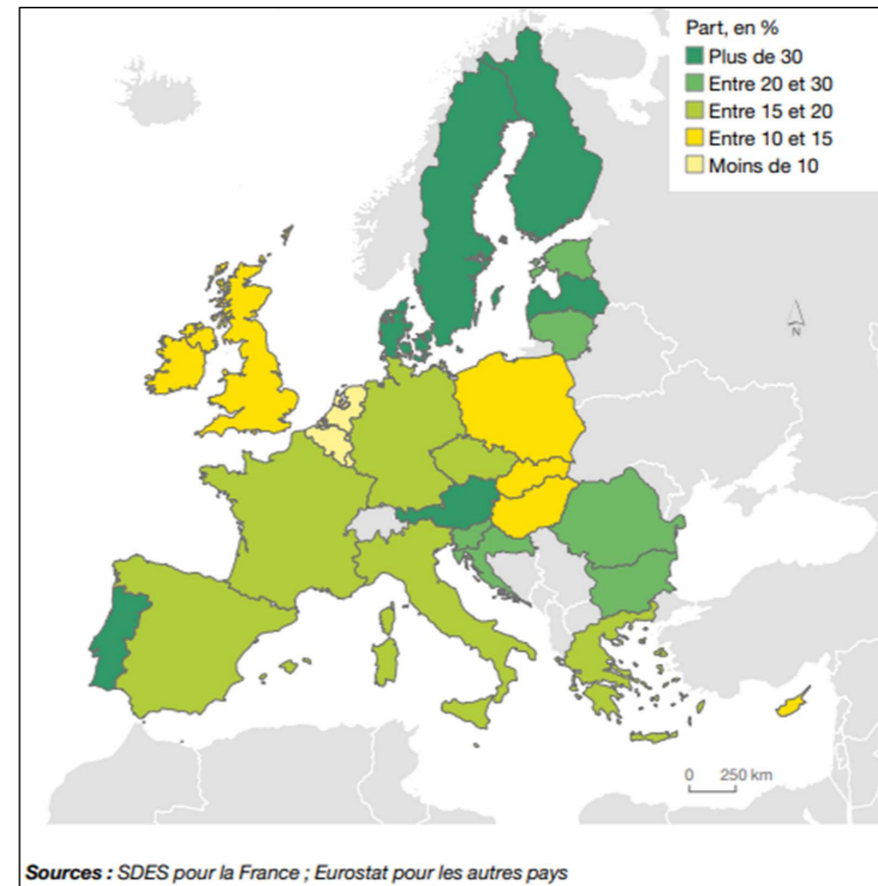 Part, en %
Plus de 30
Entre 20 et 30
Entre 15 et 20
Entre 10 et 15
Moins de 10
N
0 250 km
Sources : SDES pour la France ; Eurostat pour les autres pays